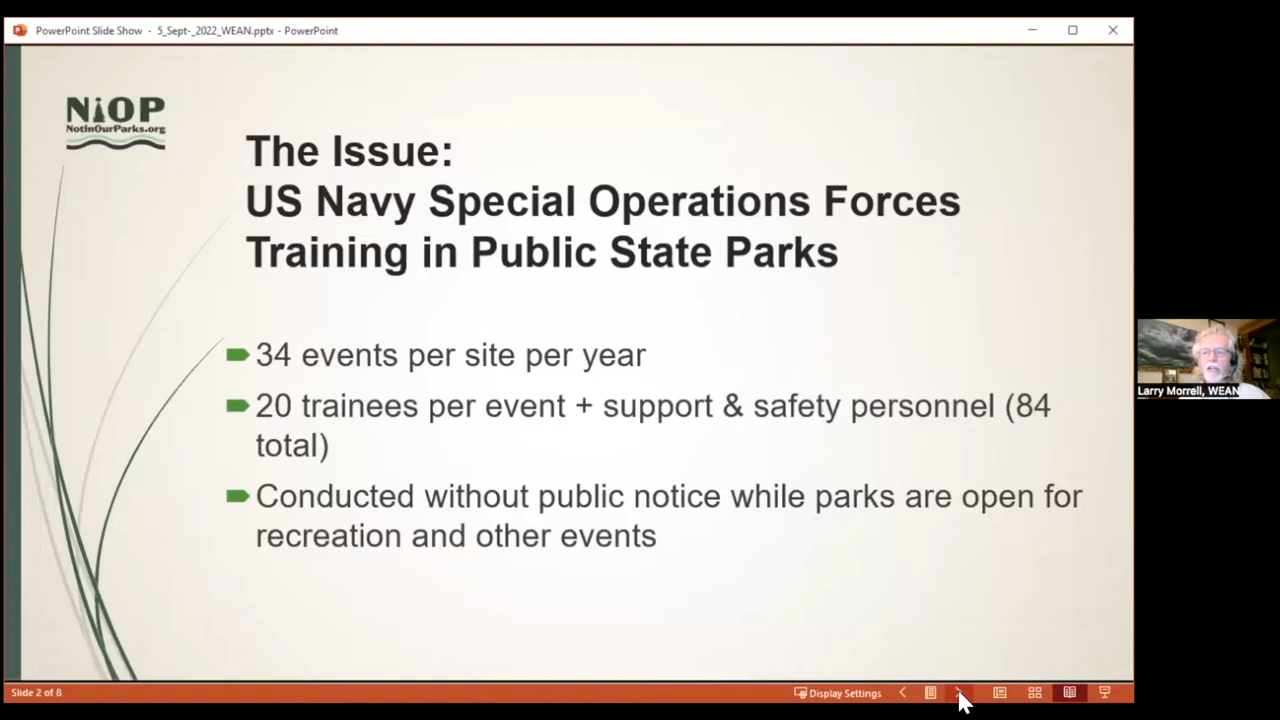 PowerPoint Slide Show - 5_Sept-_2022_WEAN.pptx - PowerPoint
NiOP
NotInOurParks.org
The Issue:
US Navy Special Operations Forces
Training in Public State Parks
34 events per site per year
20 trainees per event + support & safety personnel (84
total)
Conducted without public notice while parks are open for
recreation and other events
Larry Morrell, WEAN
Slide 2 of 8
Display Settings